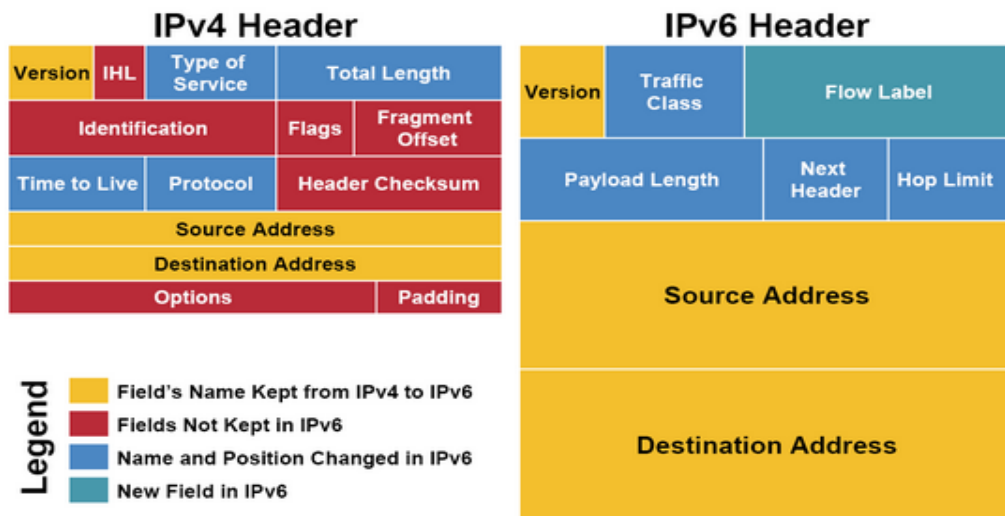 IPv4 Header
Version IHL Type of Service Total Length
Identification Flags Fragment Offset
Time to Live Protocol Header Checksum
Source Address
Destination Address
Options Padding
IPv6 Header
Version Traffic Class Flow Label
Payload Length Next Header Hop Limit
Source Address
Destination Address
Legend
Field's Name Kept from IPv4 to IPv6
Fields Not Kept in IPv6
Name and Position Changed in IPv6
New Field in IPv6